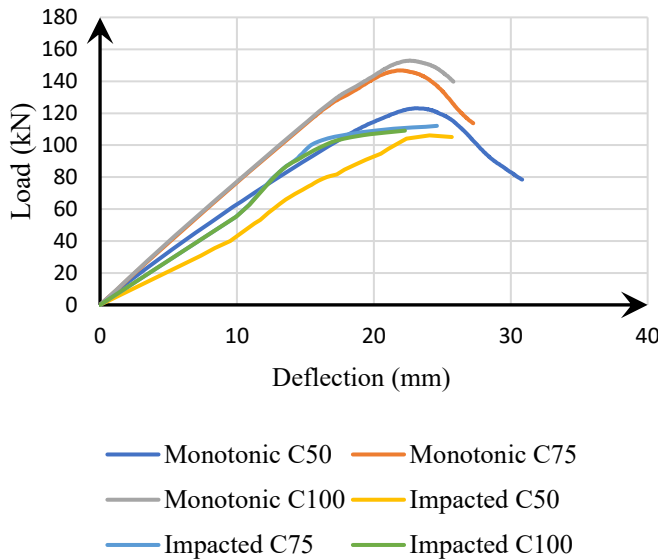 180
160
140
120
100
80
60
40
20
0
Load (kN)
0 10 20 30 40
Deflection (mm)
Monotonic C50 Monotonic C75
Monotonic C100 Impacted C50
Impacted C75 Impacted C100